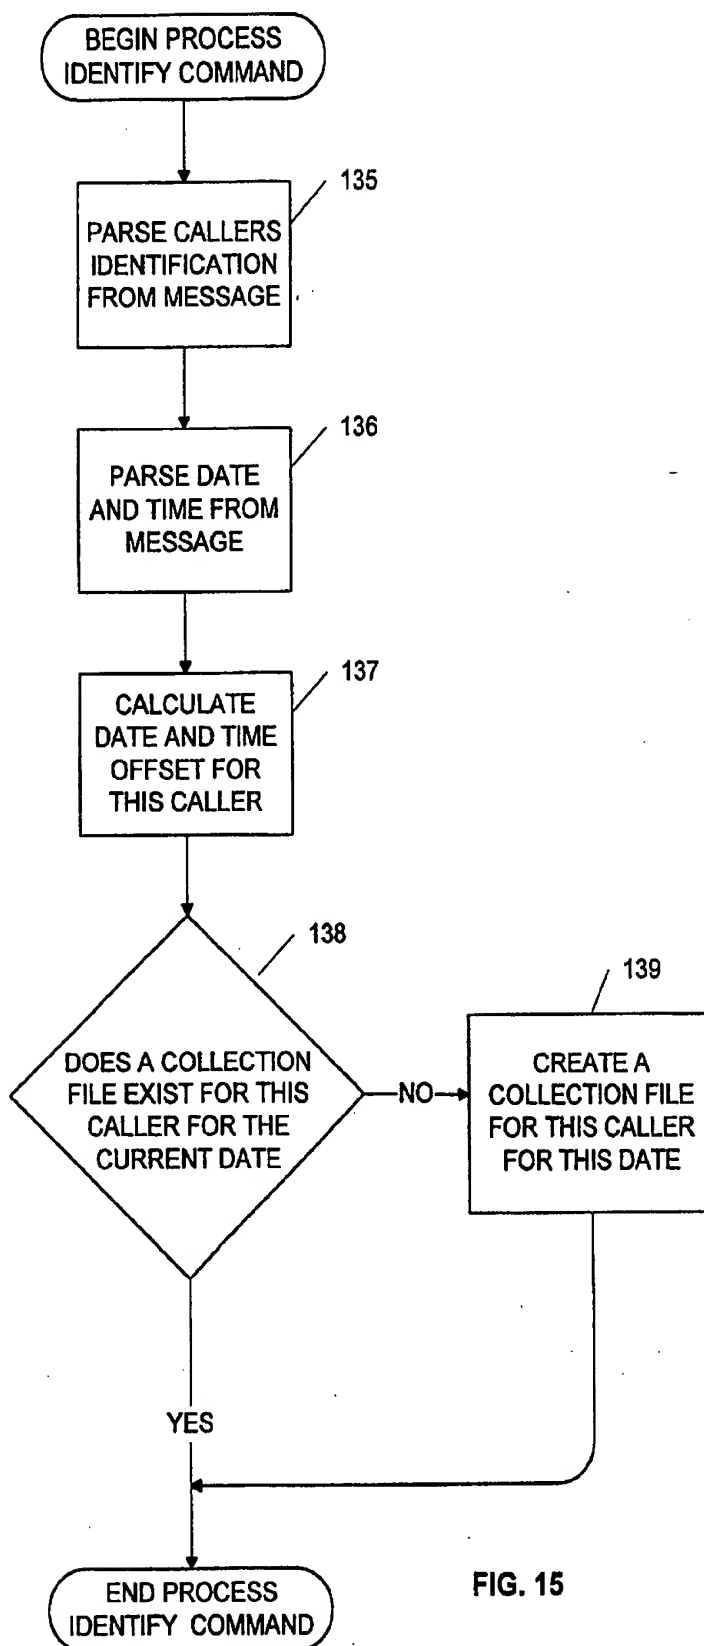 BEGIN PROCESS
IDENTIFY COMMAND
135
PARSE CALLERS
IDENTIFICATION
FROM MESSAGE
136
PARSE DATE
AND TIME FROM
MESSAGE
137
CALCULATE
DATE AND TIME
OFFSET FOR
THIS CALLER
138
DOES A COLLECTION
FILE EXIST FOR THIS
CALLER FOR THE
CURRENT DATE
NO
139
CREATE A
COLLECTION FILE
FOR THIS CALLER
FOR THIS DATE
YES
END PROCESS
IDENTIFY COMMAND
FIG. 15